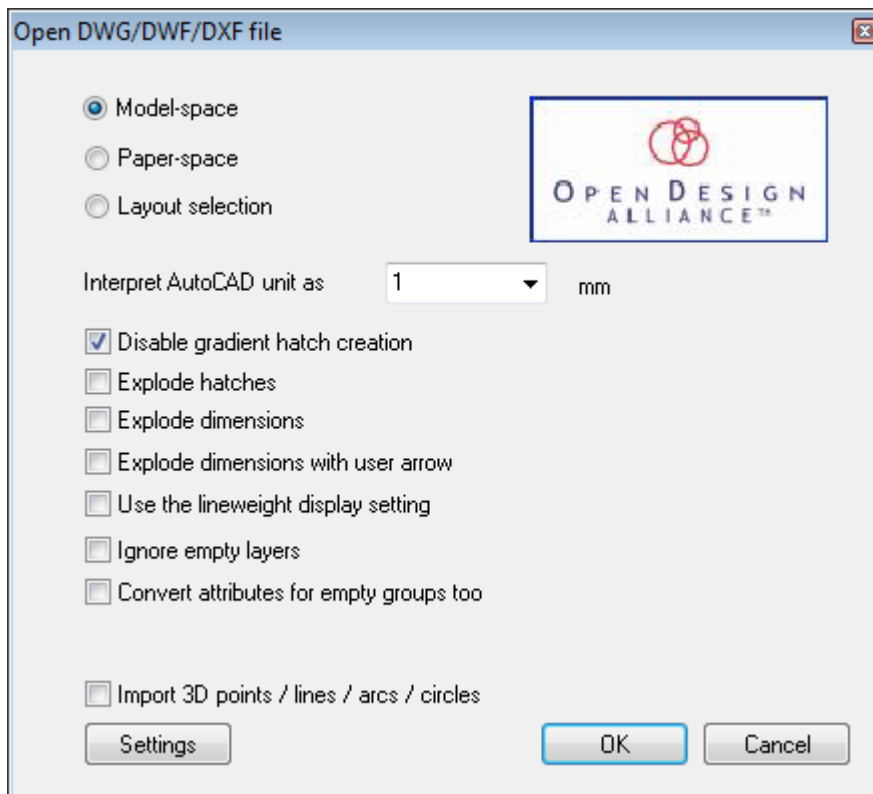 Open DWG/DWF/DXF file
Model-space
Paper-space
Layout selection
OPEN DESIGN
ALLIANCE™
Interpret AutoCAD unit as 1 mm
Disable gradient hatch creation
Explode hatches
Explode dimensions
Explode dimensions with user arrow
Use the lineweight display setting
Ignore empty layers
Convert attributes for empty groups too
Import 3D points / lines / arcs / circles
Settings OK Cancel